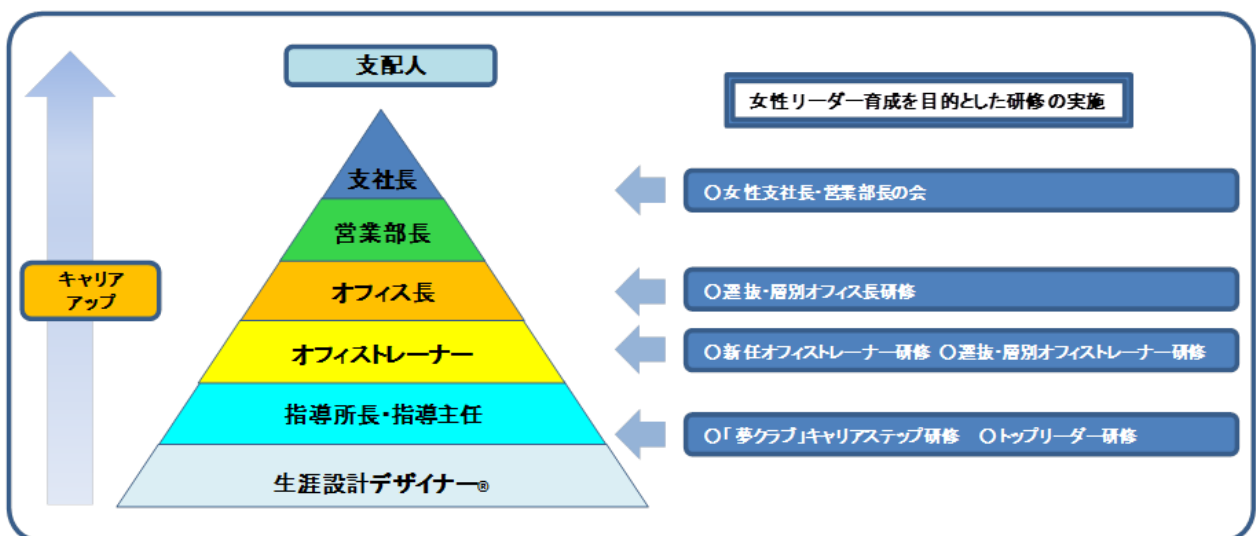 支配人
女性リーダー育成を目的とした研修の実施
支社長
○女性支社長・営業部長の会
営業部長
キャリア
アップ
オフィス長
○選抜・層別オフィス長研修
オフィストレーナー
○新任オフィストレーナー研修 ○選抜・層別オフィストレーナー研修
指導所長・指導主任
○「夢クラブ」キャリアステップ研修 ○トップリーダー研修
生涯設計デザイナー®